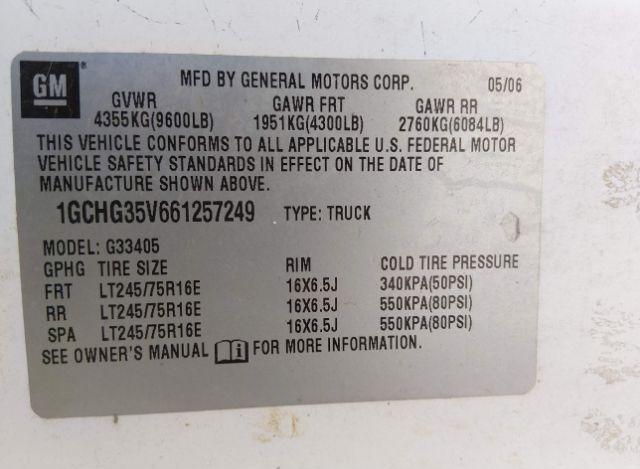 GM ® MFD BY GENERAL MOTORS CORP. 05/06
GVWR GAWR FRT GAWR RR
4355KG(9600LB) 1951KG(4300LB) 2760KG(6084LB)
THIS VEHICLE CONFORMS TO ALL APPLICABLE U.S. FEDERAL MOTOR
VEHICLE SAFETY STANDARDS IN EFFECT ON THE DATE OF
MANUFACTURE SHOWN ABOVE.
1GCHG35V661257249 TYPE: TRUCK
MODEL: G33405
GPHG TIRE SIZE RIM COLD TIRE PRESSURE
FRT LT245/75R16E 16X6.5J 340KPA(50PSI)
RR LT245/75R16E 16X6.5J 550KPA(80PSI)
SPA LT245/75R16E 16X6.5J 550KPA(80PSI)
SEE OWNER'S MANUAL i FOR MORE INFORMATION.